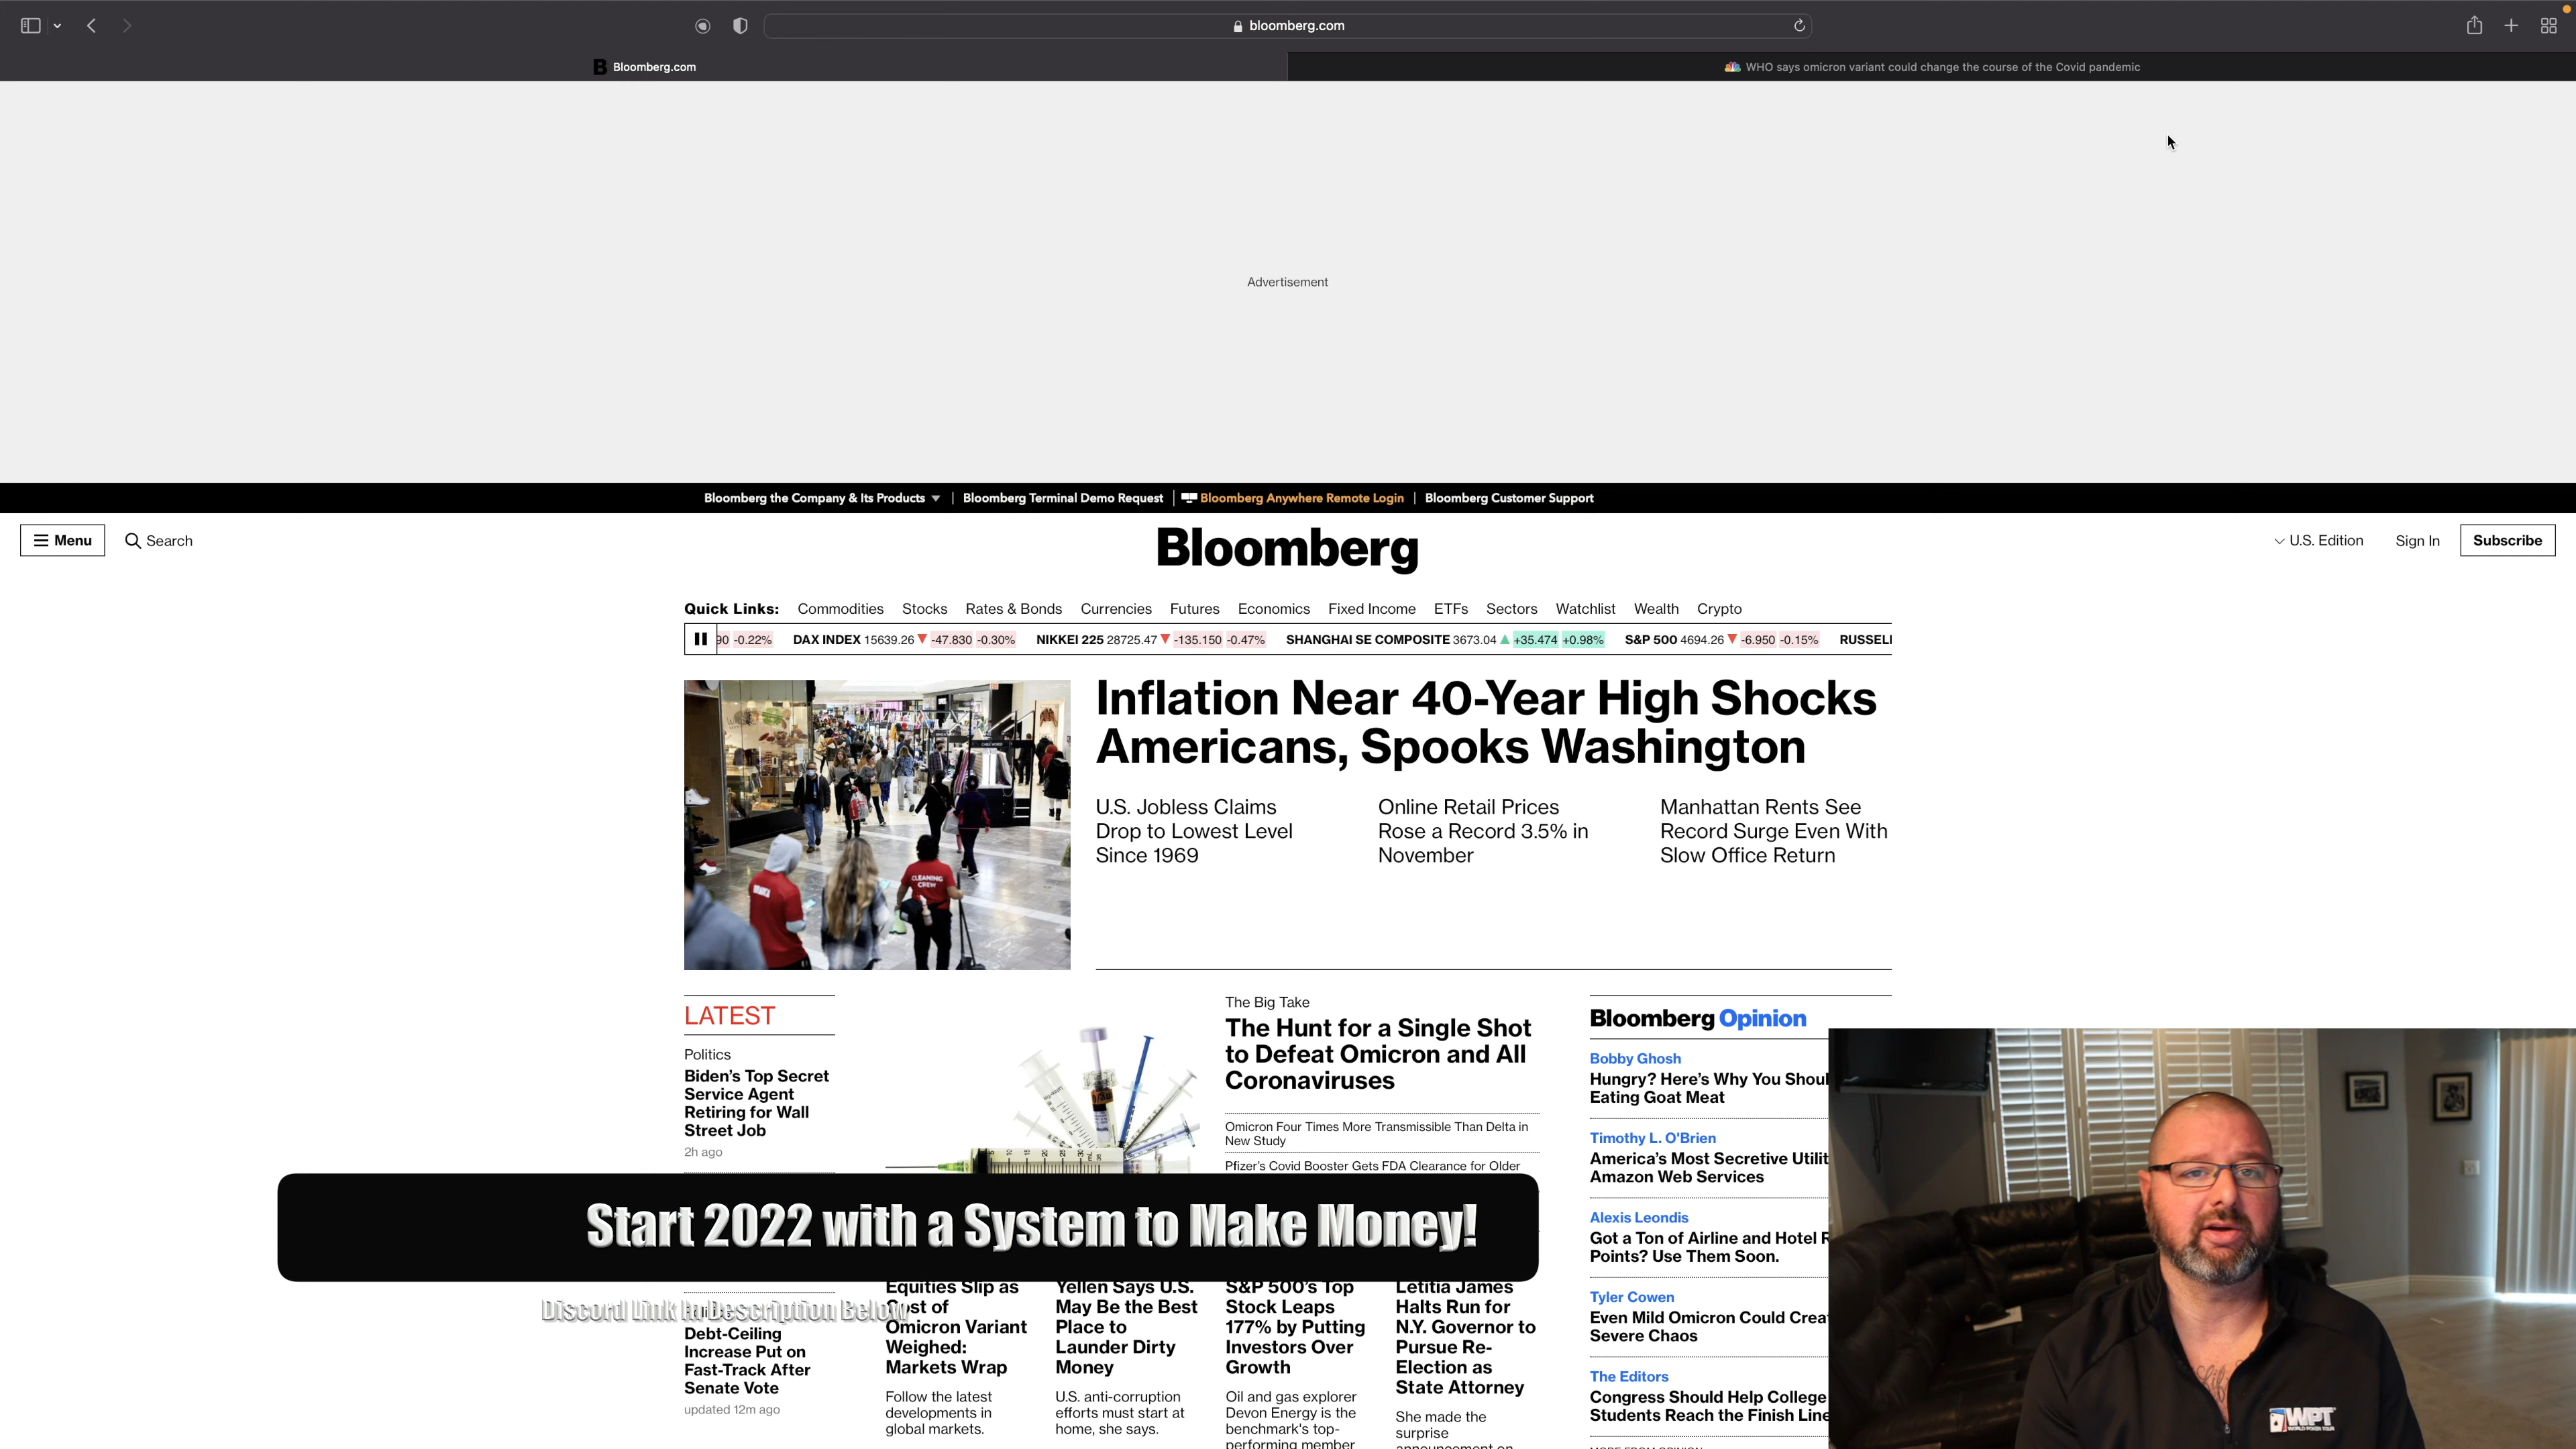 bloomberg.com
Bloomberg.com
WHO says omicron variant could change the course of the Covid pandemic
Advertisement
Bloomberg the Company & Its Products
Bloomberg Terminal Demo Request
Bloomberg Anywhere Remote Login
Bloomberg Customer Support
Menu
Search
Bloomberg
U.S. Edition
Sign In
Subscribe
Quick Links: Commodities Stocks Rates & Bonds Currencies Futures Economics Fixed Income ETFs Sectors Watchlist Wealth Crypto
90 -0.22% DAX INDEX 15639.26 -47.830 -0.30% NIKKEI 225 28725.47 -135.150 -0.47% SHANGHAI SE COMPOSITE 3673.04 +35.474 +0.98% S&P 500 4694.26 -6.950 -0.15% RUSSELL
CLEANING
CREW
Inflation Near 40-Year High Shocks
Americans, Spooks Washington
U.S. Jobless Claims
Drop to Lowest Level
Since 1969
Online Retail Prices
Rose a Record 3.5% in
November
Manhattan Rents See
Record Surge Even With
Slow Office Return
LATEST
Politics
Biden's Top Secret
Service Agent
Retiring for Wall
Street Job
2h ago
The Big Take
The Hunt for a Single Shot
to Defeat Omicron and All
Coronaviruses
Omicron Four Times More Transmissible Than Delta in
New Study
Pfizer's Covid Booster Gets FDA Clearance for Older
Bloomberg Opinion
Bobby Ghosh
Hungry? Here's Why You Shoul
Eating Goat Meat
Timothy L. O'Brien
America's Most Secretive Utilit
Amazon Web Services
Alexis Leondis
Got a Ton of Airline and Hotel R
Points? Use Them Soon.
Tyler Cowen
Even Mild Omicron Could Crea
Severe Chaos
The Editors
Congress Should Help College
Students Reach the Finish Line
Start 2022 with a System to Make Money!
Discord Link In Description Below
Debt-Ceiling
Increase Put on
Fast-Track After
Senate Vote
updated 12m ago
Equities Slip as
Cost of
Omicron Variant
Weighed:
Markets Wrap
Follow the latest
developments in
global markets.
Yellen Says U.S.
May Be the Best
Place to
Launder Dirty
Money
U.S. anti-corruption
efforts must start at
home, she says.
S&P 500's Top
Stock Leaps
177% by Putting
Investors Over
Growth
Oil and gas explorer
Devon Energy is the
benchmark's top-
performing member
Letitia James
Halts Run for
N.Y. Governor to
Pursue Re-
Election as
State Attorney
She made the
surprise
announcement on
WPT
WORLD POKER TOUR